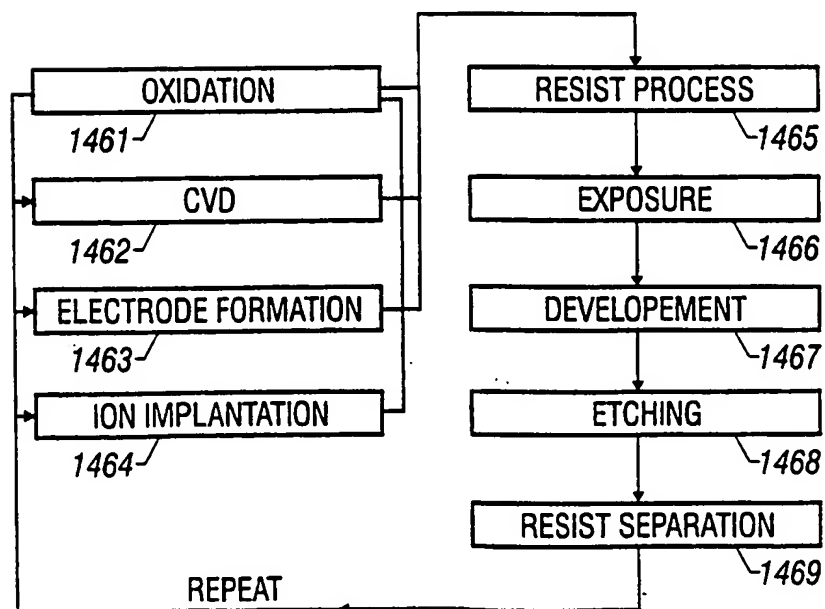 OXIDATION
1461
CVD
1462
ELECTRODE FORMATION
1463
ION IMPLANTATION
1464
RESIST PROCESS
1465
EXPOSURE
1466
DEVELOPEMENT
1467
ETCHING
1468
RESIST SEPARATION
1469
REPEAT